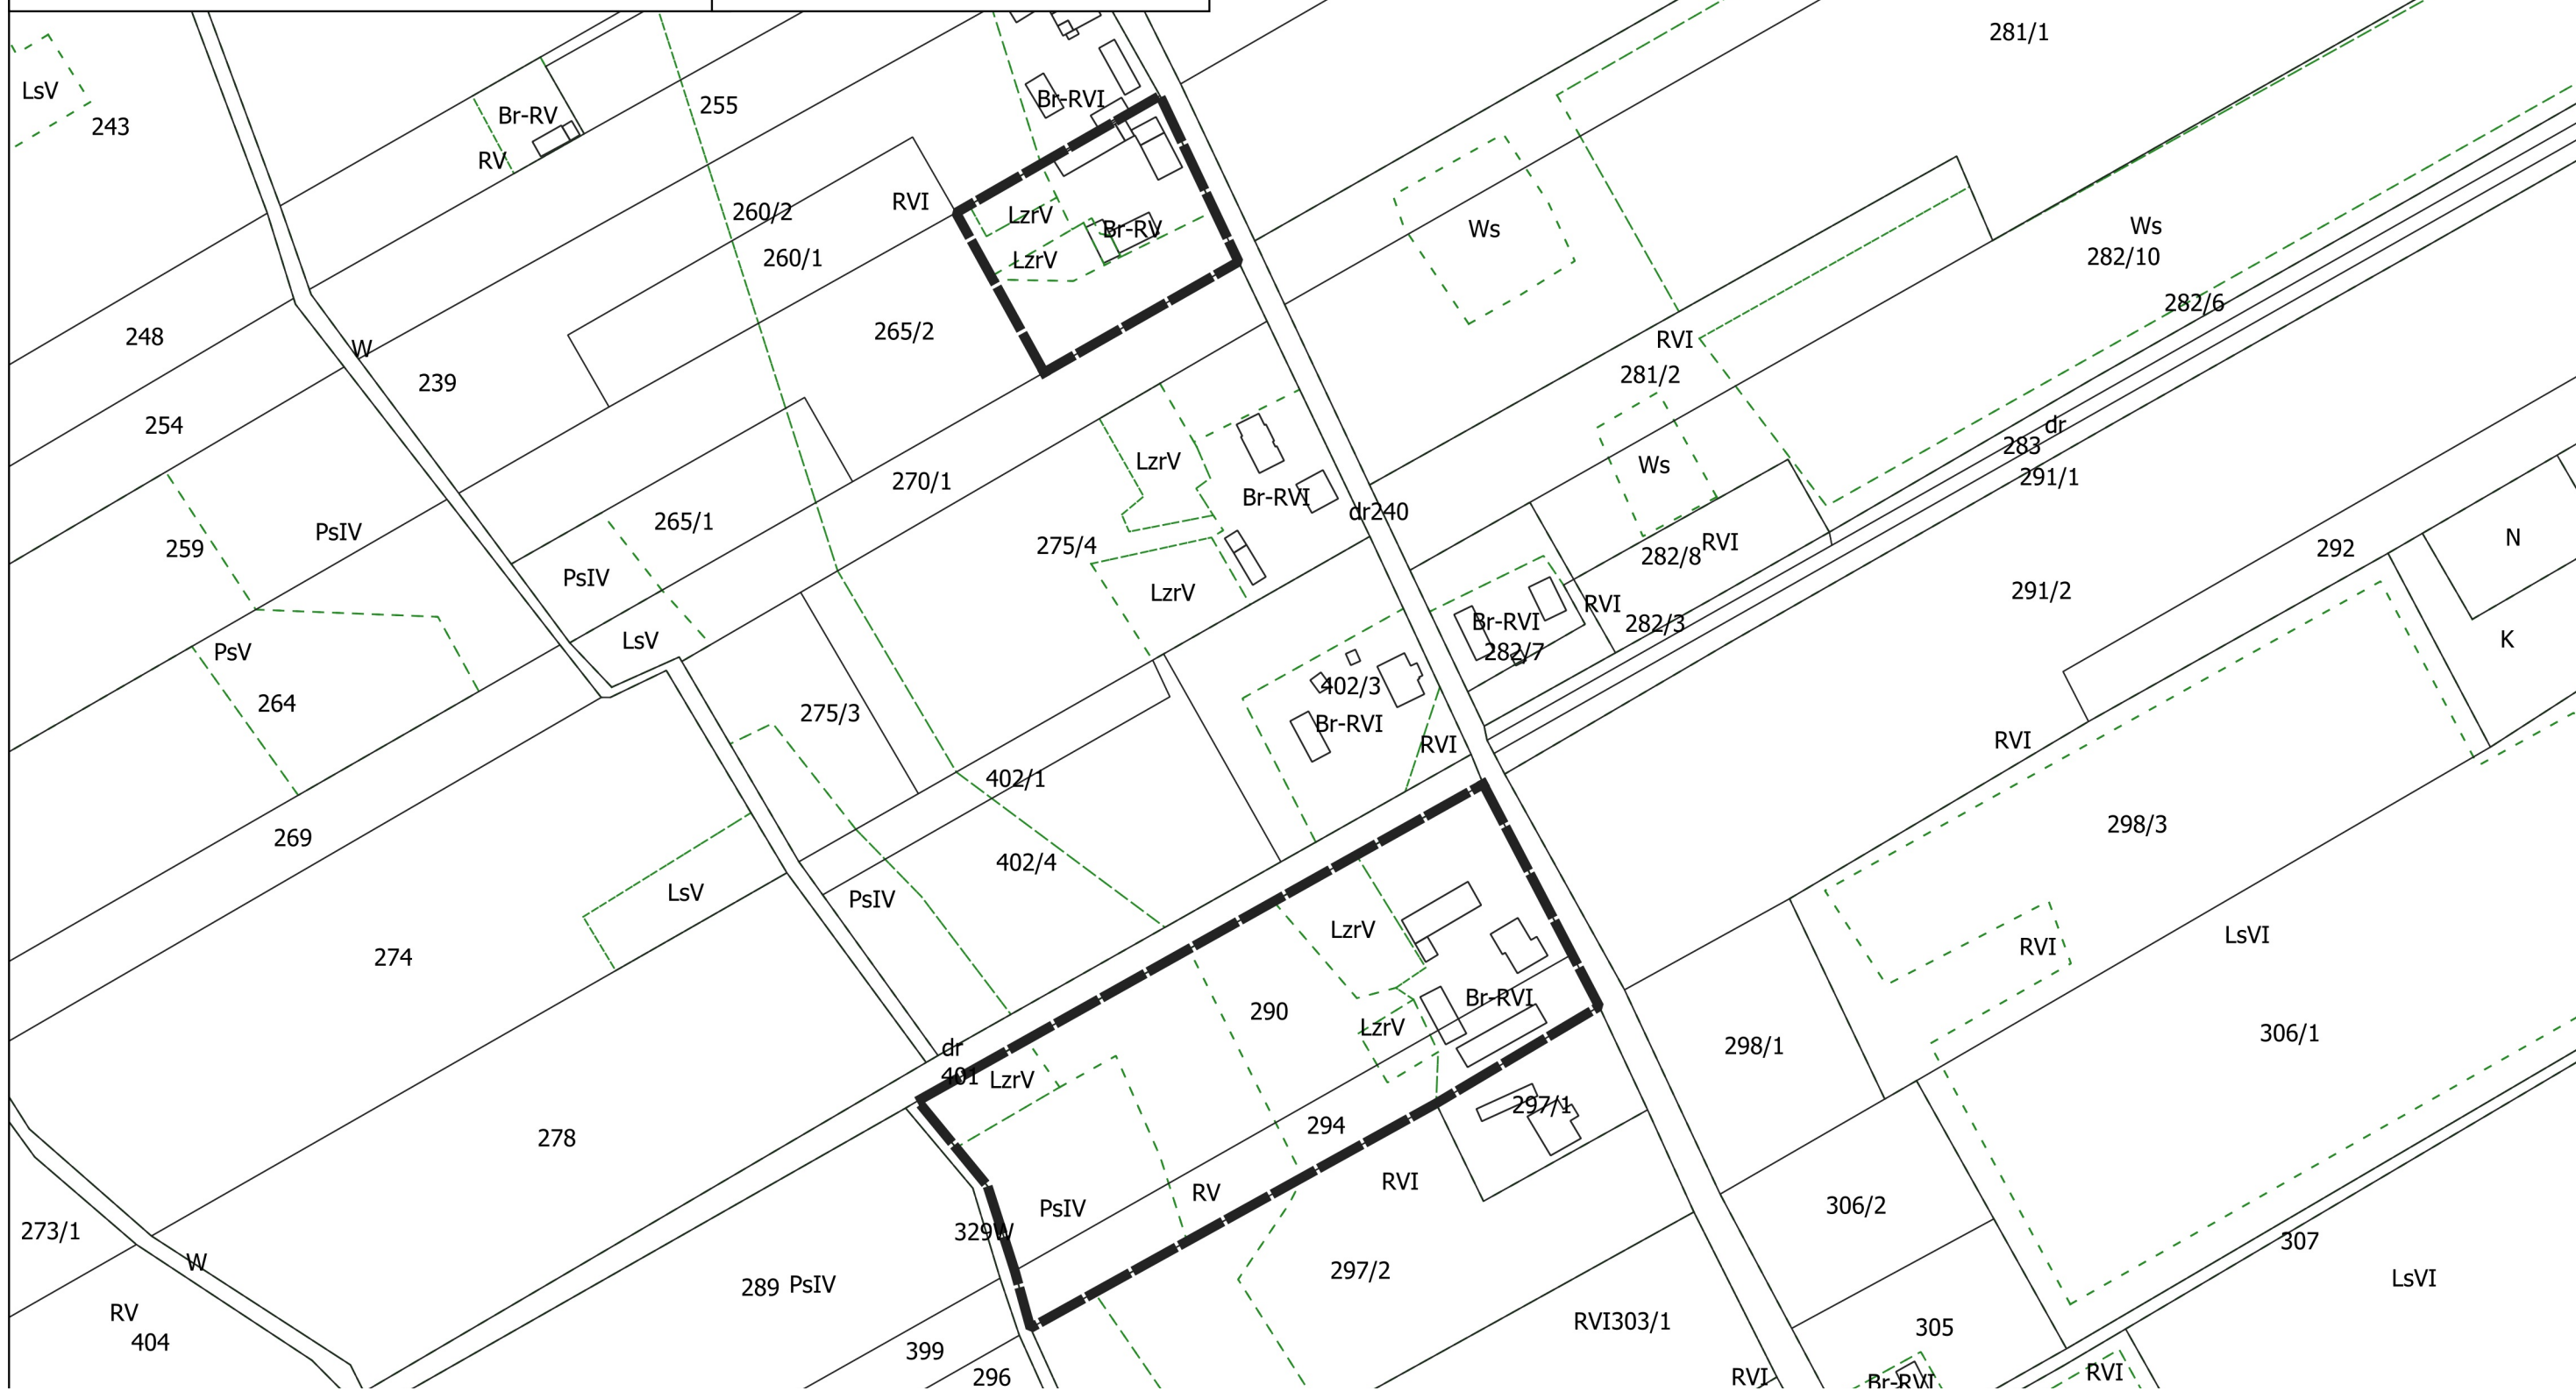 281/1
LsV
243
Br-RVI
255
Br-RV
RV
RVI
260/2
LzrV
Br-RV
Ws
Ws
260/1
LzrV
282/10
282/6
248
W
265/2
RVI
239
281/2
254
dr
283
LzrV
Ws
291/1
270/1
Br-RVI
dr240
265/1
PsIV
RVI
N
259
275/4
282/8
292
PsIV
LzrV
291/2
RVI
Br-RVI
282/3
LsV
K
PsV
282/7
402/3
264
275/3
Br-RVI
RVI
RVI
402/1
298/3
269
402/4
LsV
PsIV
LzrV
LsVI
RVI
274
Br-RVI
290
LzrV
306/1
dr
298/1
401
LzrV
297/1
294
278
RVI
RV
PsIV
306/2
273/1
329W
307
W
297/2
LsVI
289
PsIV
RV
RVI303/1
305
404
399
RVI
296
RVI
Br-RVI